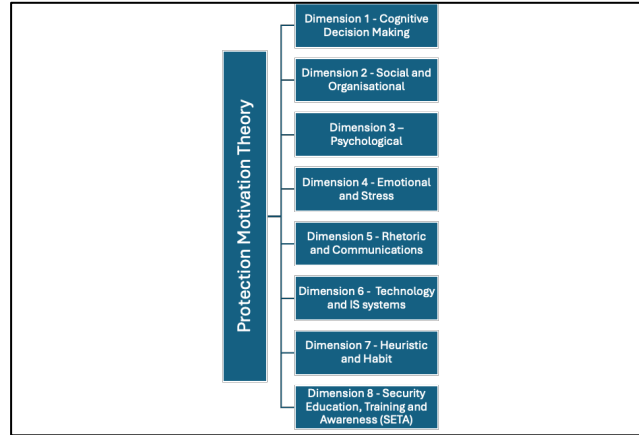 Protection Motivation Theory
Dimension 1 - Cognitive
Decision Making
Dimension 2 - Social and
Organisational
Dimension 3 –
Psychological
Dimension 4 - Emotional
and Stress
Dimension 5 - Rhetoric
and Communications
Dimension 6 - Technology
and IS systems
Dimension 7 - Heuristic
and Habit
Dimension 8 - Security
Education, Training and
Awareness (SETA)